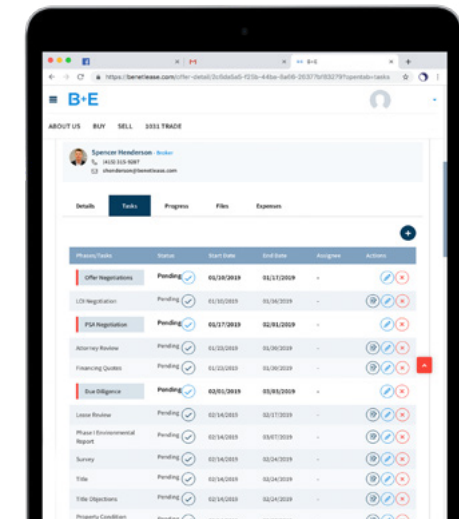 B+E
https://benetlease.com/offer-detail/
B+E
ABOUT US BUY SELL 1031 TRADE
Spencer Henderson - Broker
(415) 315-9287
shenderson@benetlease.com
Details Tasks Progress Files Expenses
Phases/Tasks Status Start Date End Date Assignee Actions
Offer Negotiations Pending 01/10/2019 01/17/2019 -
LOI Negotiation Pending 01/10/2019 01/16/2019 -
PSA Negotiation Pending 01/17/2019 02/01/2019 -
Attorney Review Pending 01/23/2019 01/30/2019 -
Financing Quotes Pending 01/23/2019 01/30/2019 -
Due Diligence Pending 02/01/2019 03/03/2019 -
Lease Review Pending 02/14/2019 02/17/2019 -
Phase I Environmental
Report Pending 02/14/2019 03/07/2019 -
Survey Pending 02/14/2019 02/24/2019 -
Title Pending 02/14/2019 02/24/2019 -
Title Objections Pending 02/14/2019 02/24/2019 -
Property Condition Pending